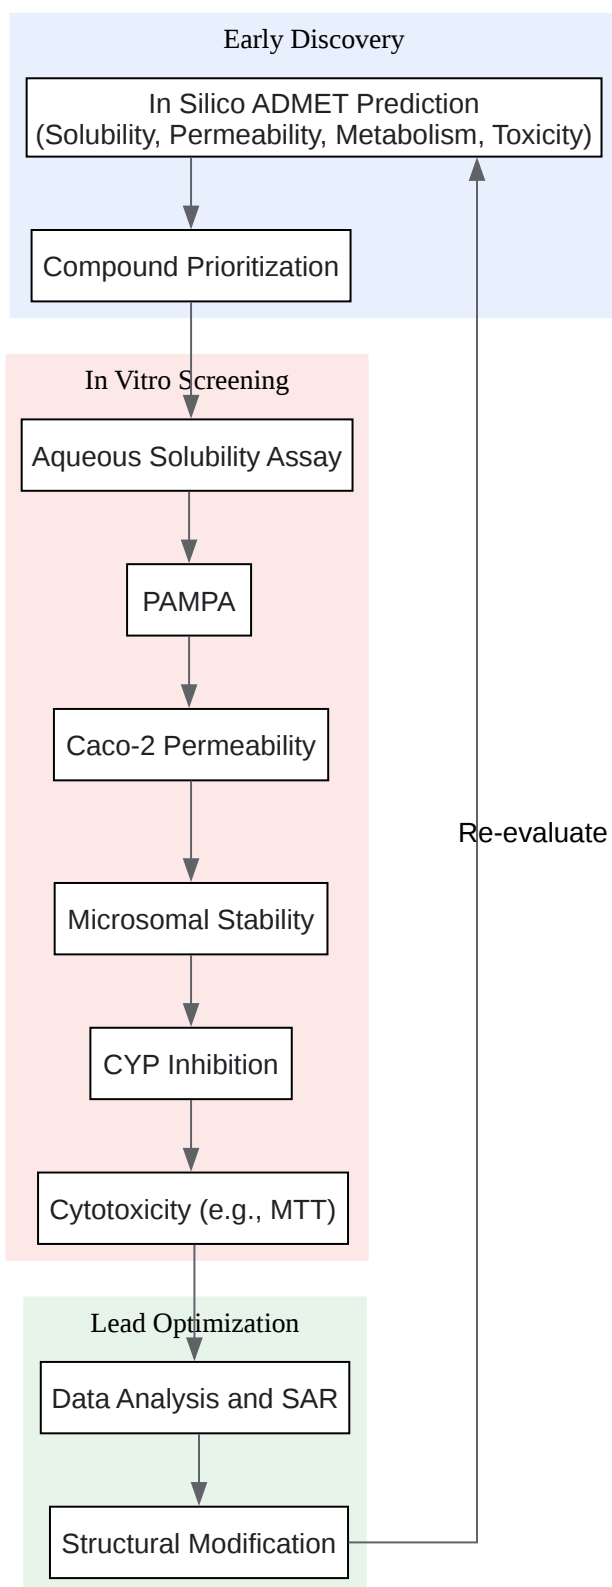 Early Discovery
In Silico ADMET Prediction
(Solubility, Permeability, Metabolism, Toxicity)
Compound Prioritization
In Vitro Screening
Aqueous Solubility Assay
PAMPA
Caco-2 Permeability
Re-evaluate
Microsomal Stability
CYP Inhibition
Cytotoxicity (e.g., MTT)
Lead Optimization
Data Analysis and SAR
Structural Modification